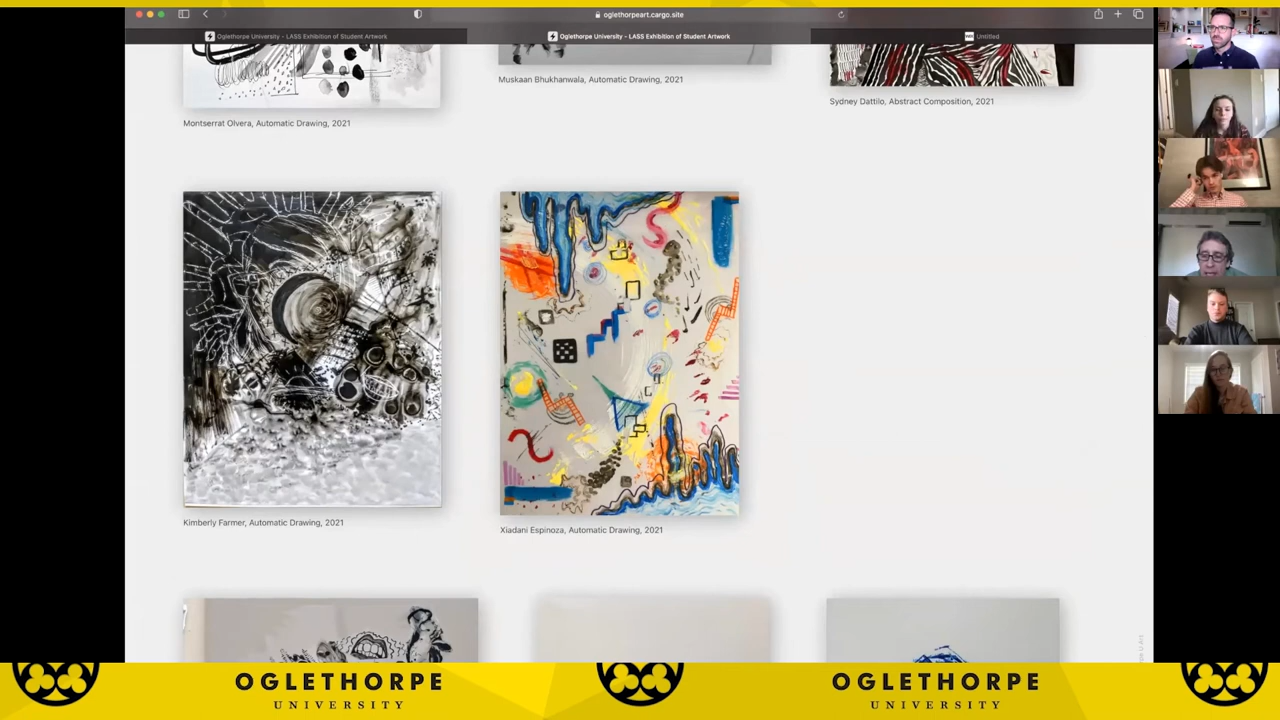 oglethorpeart.cargo.site
Oglethorpe University - LASS Exhibition of Student Artwork
Oglethorpe University - LASS Exhibition of Student Artwork
Untitled
Muskaan Bhukhanwala, Automatic Drawing, 2021
Sydney Dattilo, Abstract Composition, 2021
Montserrat Olvera, Automatic Drawing, 2021
Kimberly Farmer, Automatic Drawing, 2021
Xiadani Espinoza, Automatic Drawing, 2021
OGLETHORPE
UNIVERSITY
OGLETHORPE
UNIVERSITY